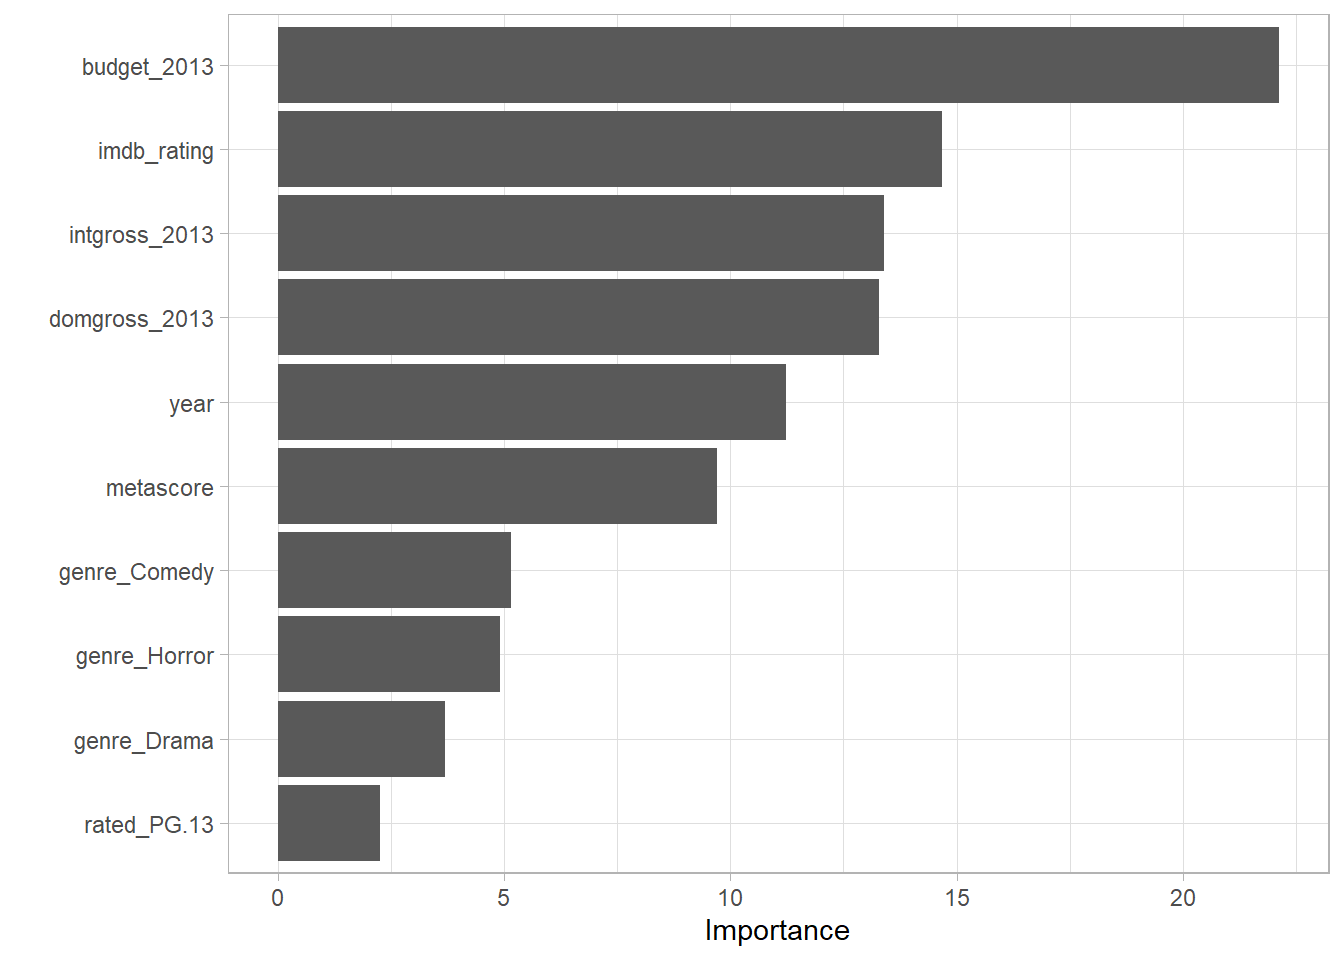 budget_2013
imdb_rating
intgross_2013
domgross_2013
year
metascore
genre_Comedy
genre_Horror
genre_Drama
rated_PG.13
0 5 10 15 20
Importance